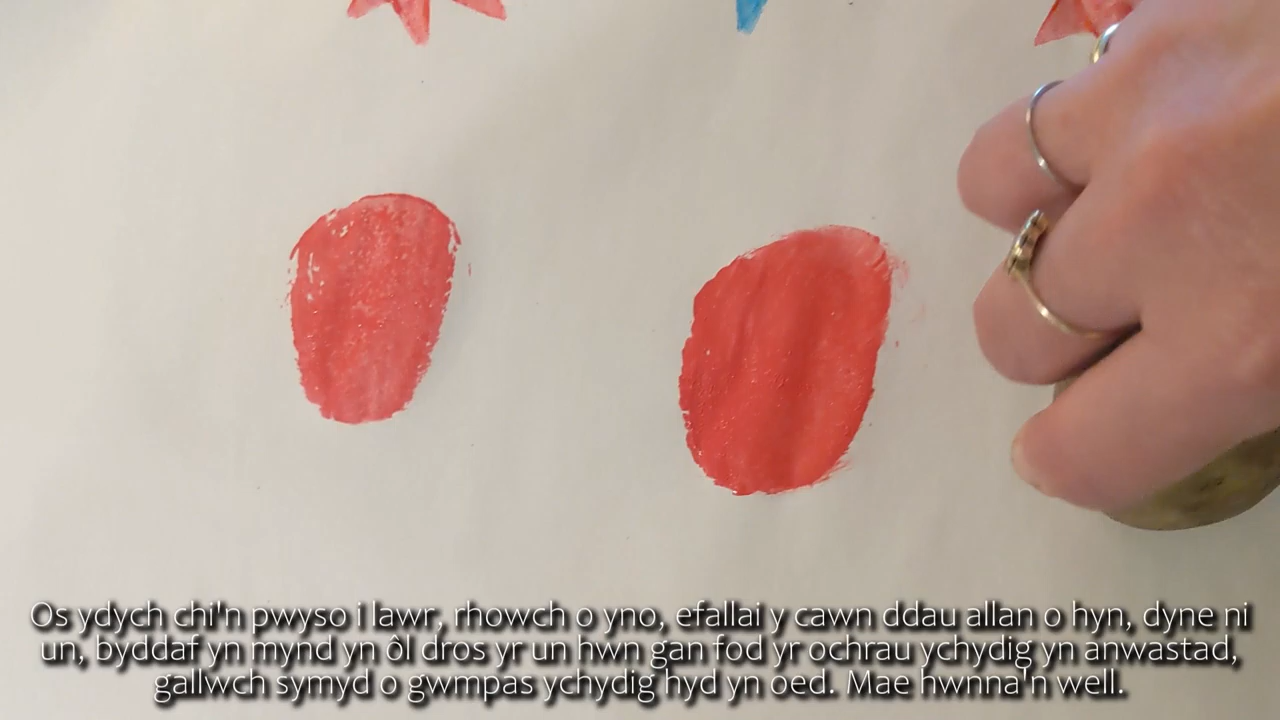 Os ydych chi'n pwyso i lawr, rhowch o yno, efallai y cawn ddau allan o hyn, dyne ni
un, byddaf yn mynd yn ôl dros yr un hwn gan fod yr ochrau ychydig yn anwastad,
gallwch symyd o gwmpas ychydig hyd yn oed. Mae hwnna'n well.